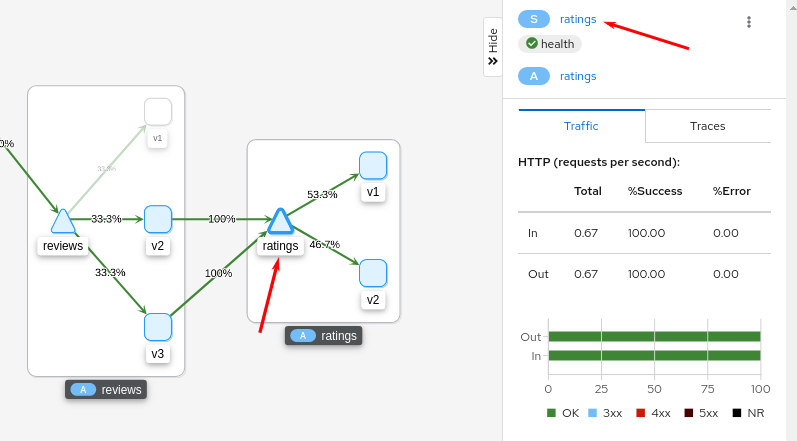 0%
v1
33.3%
33.3%
reviews
v2
33.3%
v3
A reviews
100%
100%
ratings
53.3%
v1
46.7%
v2
A ratings
Hide
S ratings
health
A ratings
Traffic
Traces
HTTP (requests per second):
Total %Success %Error
In 0.67 100.00 0.00
Out 0.67 100.00 0.00
Out
In
0 25 50 75 100
OK 3xx 4xx 5xx NR